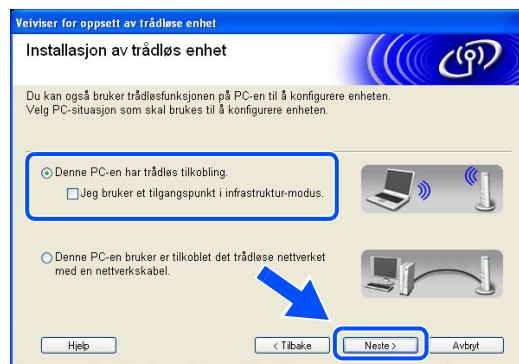 Veiviser for oppsett av trådløse enhet
Installasjon av trådløs enhet
Du kan også bruker trådløsfunksjonen på PC-en til å konfigurere enheten.
Velg PC-situasjon som skal brukes til å konfigurere enheten.
Denne PC-en har trådløs tilkobling.
Jeg bruker et tilgangspunkt i infrastruktur-modus.
Denne PC-en bruker er tilkoblet det trådløse nettverket
med en nettverkskabel.
Hjelp
< Tilbake
Neste >
Avbryt